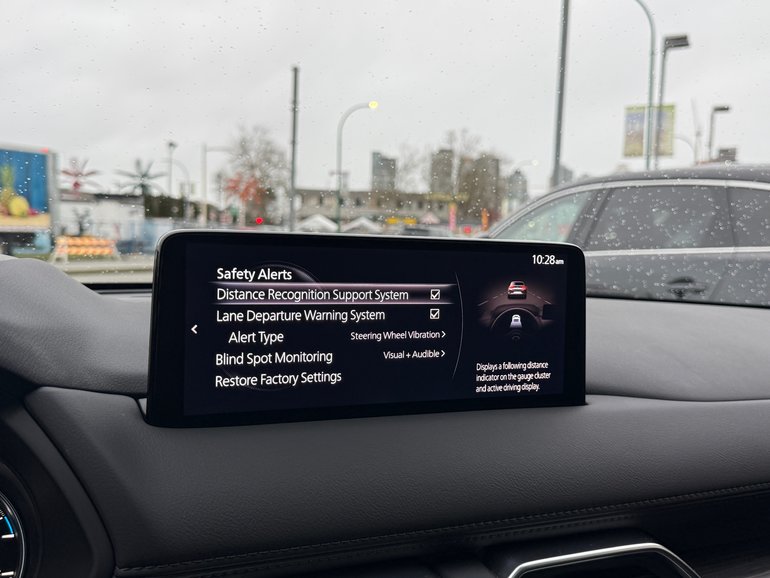 10:28am
Safety Alerts
Distance Recognition Support System
Lane Departure Warning System
Alert Type Steering Wheel Vibration
Blind Spot Monitoring Visual + Audible
Restore Factory Settings
Displays a following distance
indicator on the gauge cluster
and active driving display.